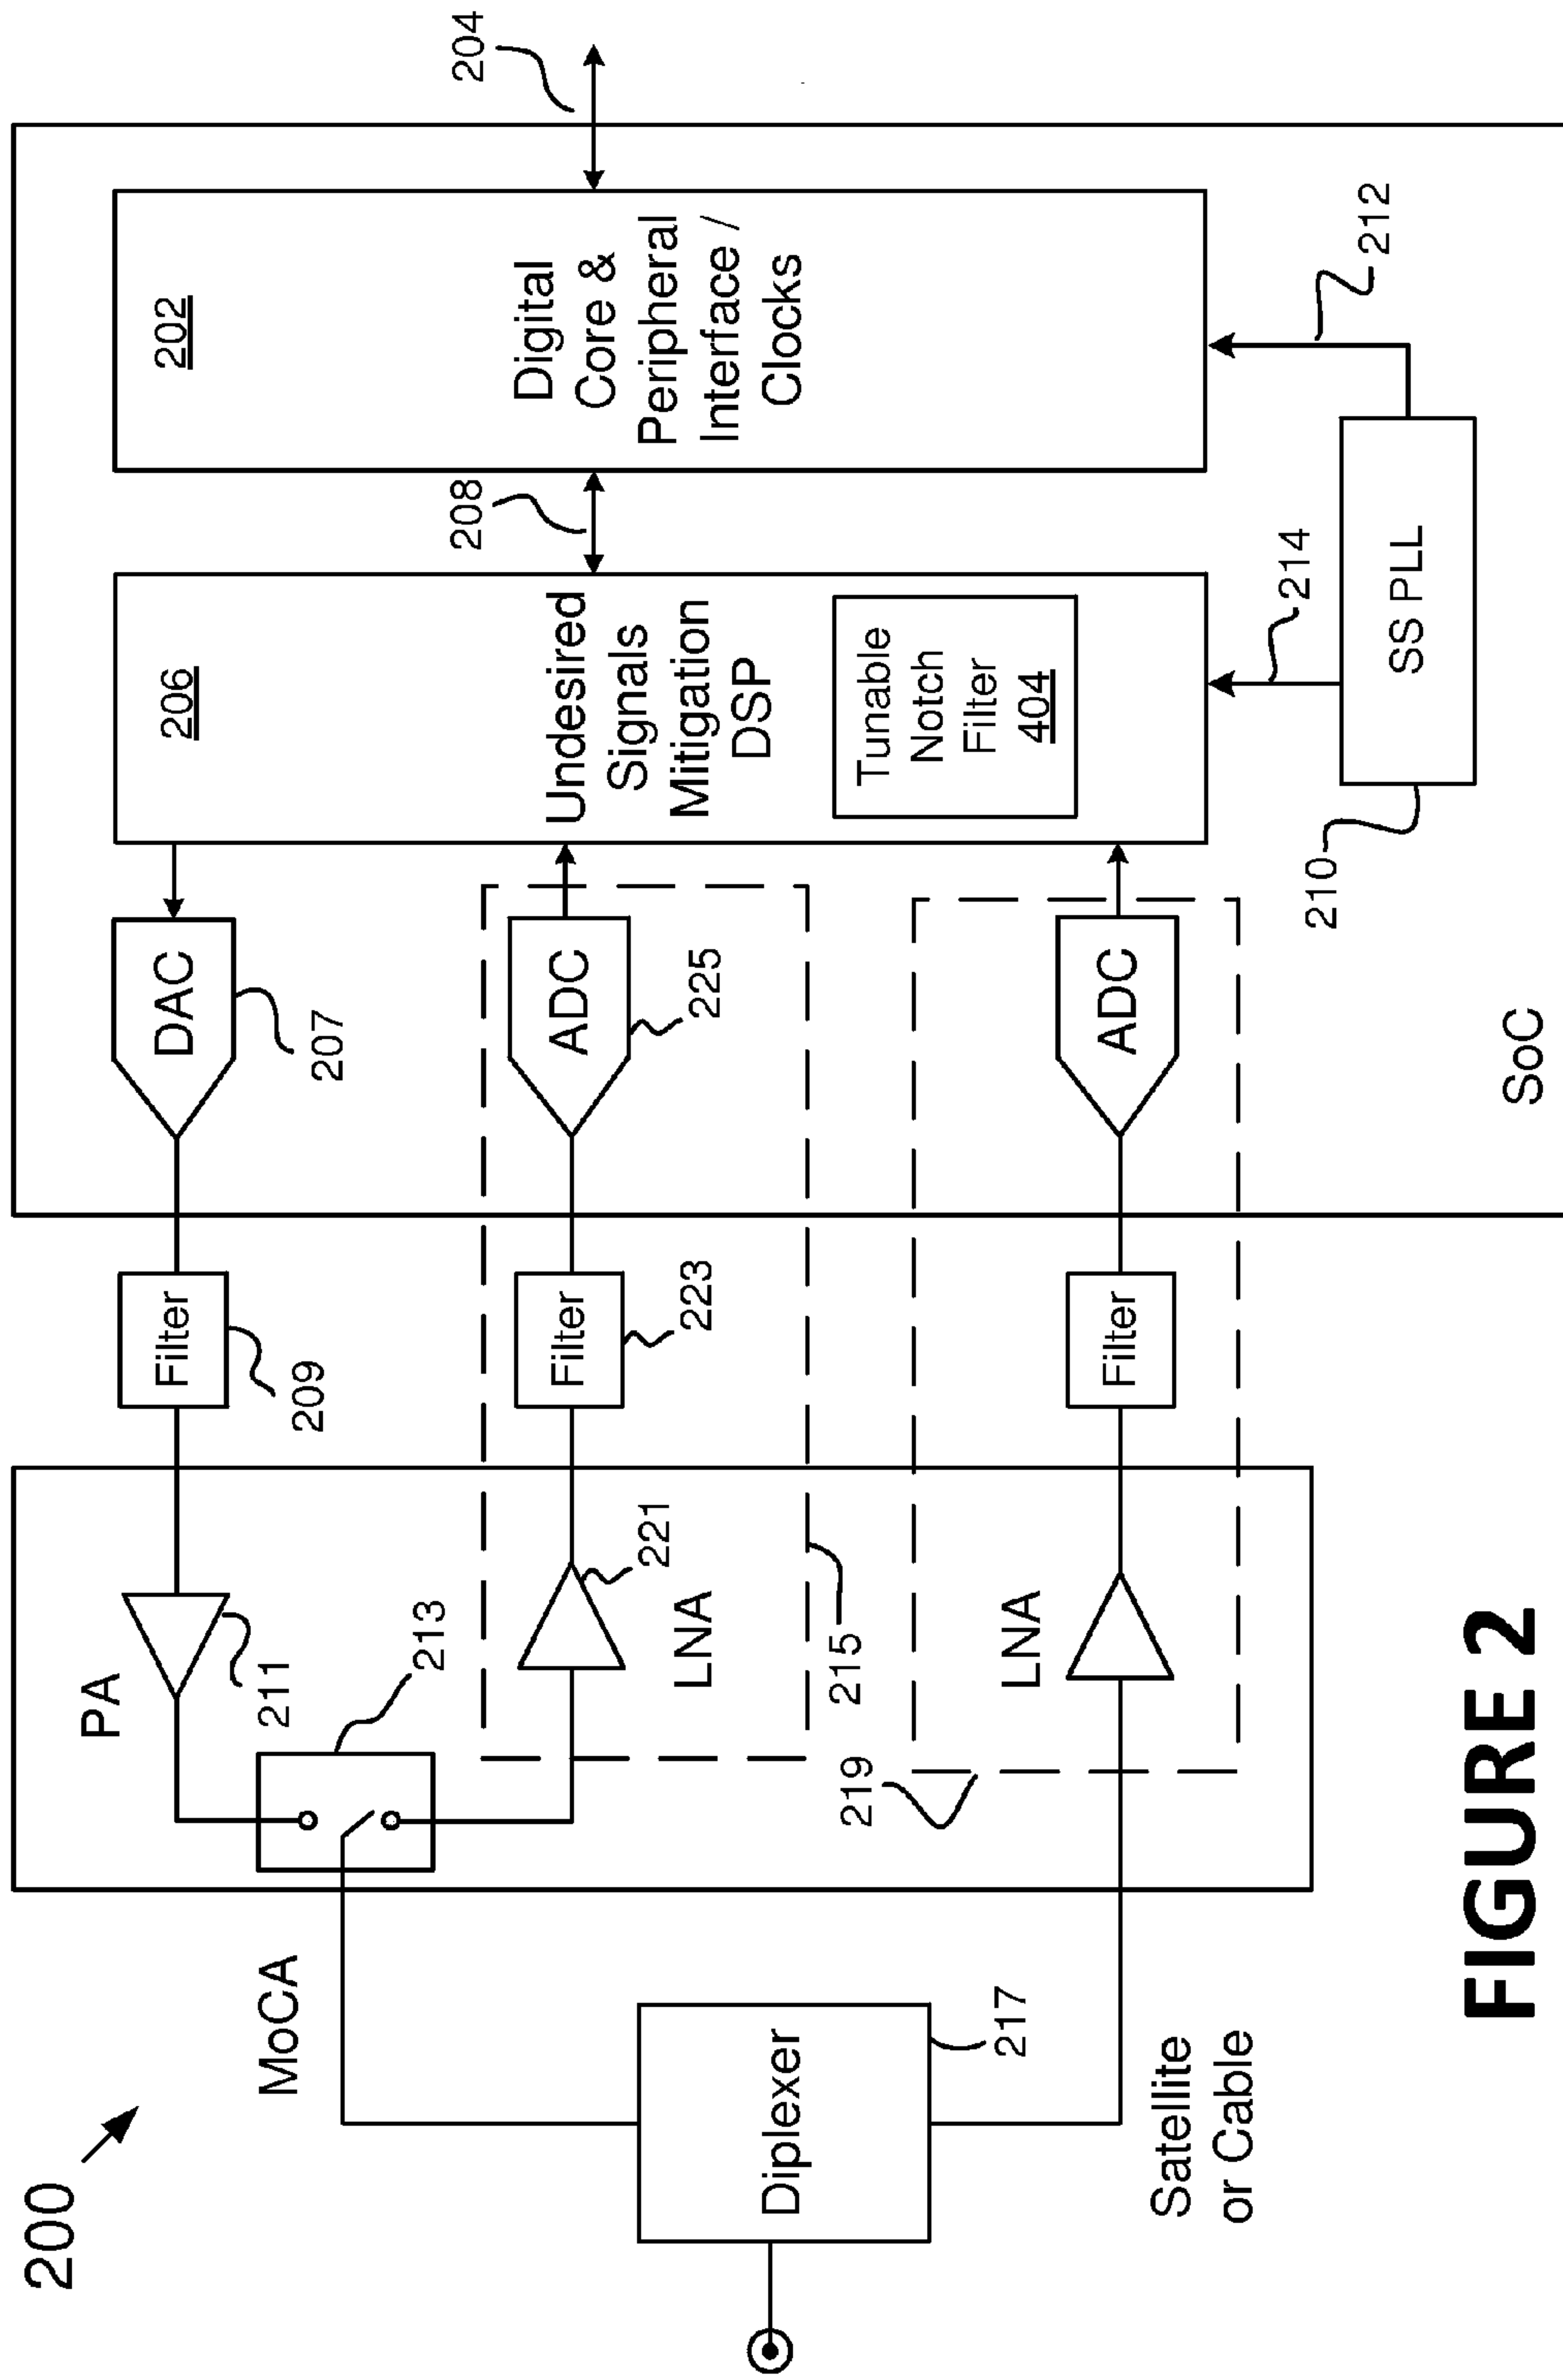 200
MoCA
Diplexer
217
Satellite
or Cable
PA
211
213
221
LNA
215
219
LNA
Filter
209
Filter
223
Filter
DAC
207
ADC
225
ADC
SoC
206
Undesired
Signals
Mitigation
DSP
Tunable
Notch
Filter
404
208
202
Digital
Core &
Peripheral
Interface /
Clocks
204
210
SS PLL
214
212
FIGURE 2